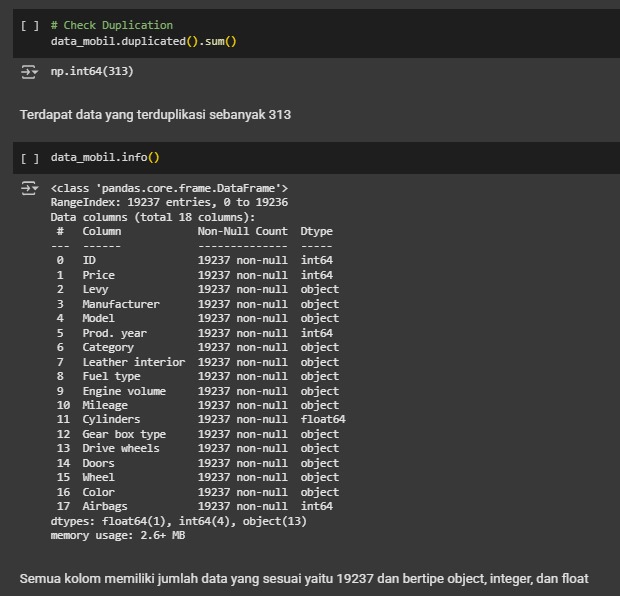 [ ] # Check Duplication
data_mobil.duplicated().sum()
np.int64(313)
Terdapat data yang terduplikasi sebanyak 313
[ ] data_mobil.info()
<class 'pandas.core.frame.DataFrame'>
RangeIndex: 19237 entries, 0 to 19236
Data columns (total 18 columns):
 #   Column            Non-Null Count  Dtype
---  ------            --------------  -----
 0   ID                19237 non-null  int64
 1   Price             19237 non-null  int64
 2   Levy              19237 non-null  object
 3   Manufacturer      19237 non-null  object
 4   Model             19237 non-null  object
 5   Prod. year        19237 non-null  int64
 6   Category          19237 non-null  object
 7   Leather interior  19237 non-null  object
 8   Fuel type         19237 non-null  object
 9   Engine volume     19237 non-null  object
 10  Mileage           19237 non-null  object
 11  Cylinders         19237 non-null  float64
 12  Gear box type     19237 non-null  object
 13  Drive wheels      19237 non-null  object
 14  Doors             19237 non-null  object
 15  Wheel             19237 non-null  object
 16  Color             19237 non-null  object
 17  Airbags           19237 non-null  int64
dtypes: float64(1), int64(4), object(13)
memory usage: 2.6+ MB
Semua kolom memiliki jumlah data yang sesuai yaitu 19237 dan bertipe object, integer, dan float